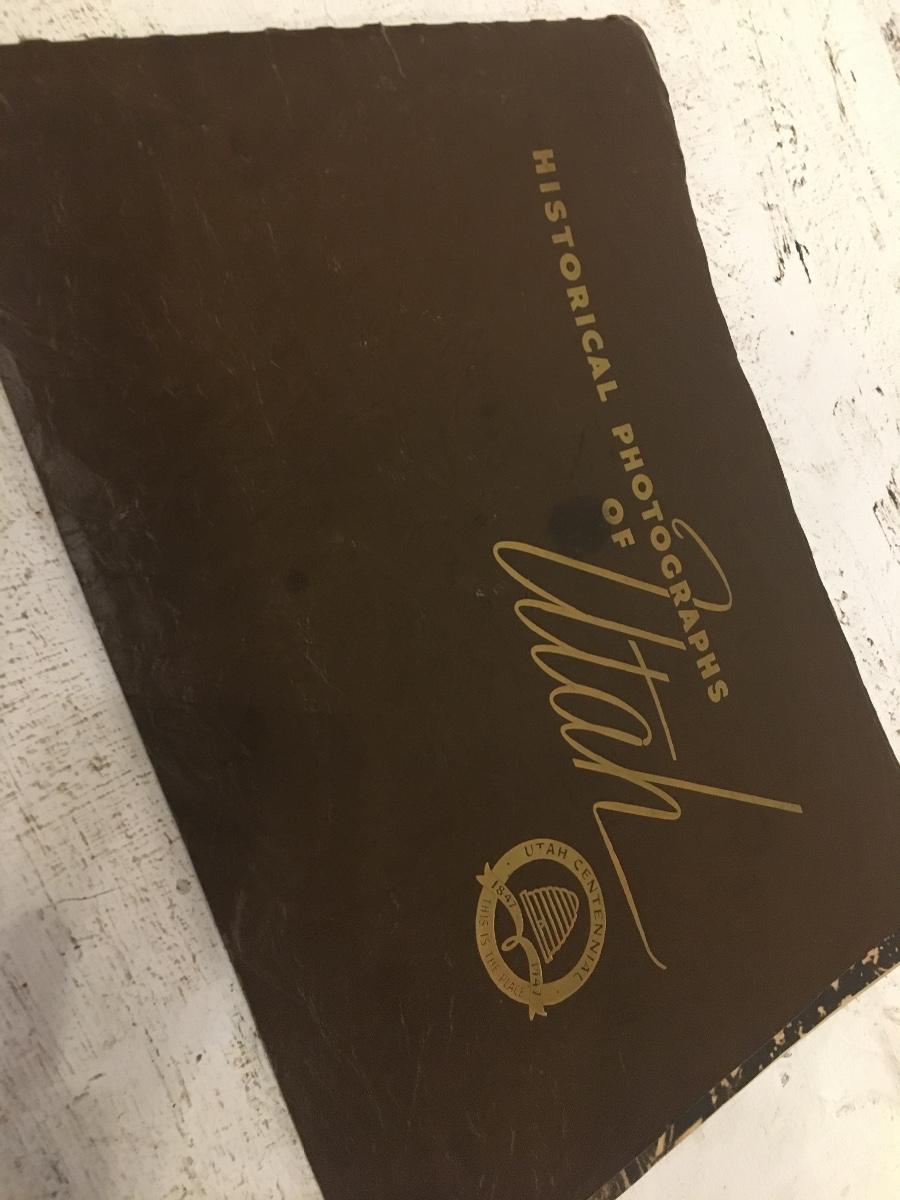 HISTORICAL PHOTOGRAPHS
OF
Utah
UTAH CENTENNIAL
1847 1947
THIS IS THE PLACE